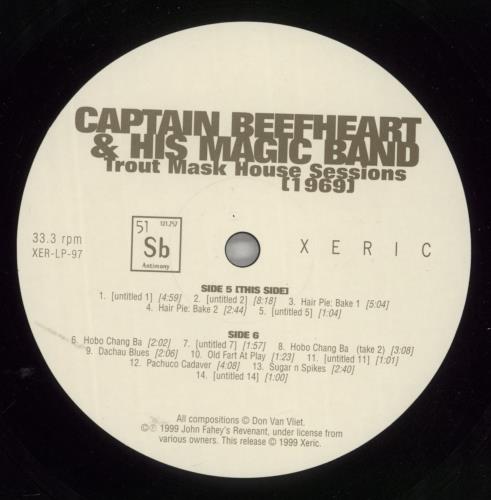 CAPTAIN BEEFHEART
& HIS MAGIC BAND
Trout Mask House Sessions
[1969]
33.3 rpm
XER-LP-97
51
121.757
Sb
Antimony
XERIC
SIDE 5 [THIS SIDE]
1. [untitled 1] [4:59] 2. [untitled 2] [8:18] 3. Hair Pie: Bake 1 [5:04]
4. Hair Pie: Bake 2 [2:44] 5. [untitled 5] [1:04]
SIDE 6
6. Hobo Chang Ba [2:02] 7. [untitled 7] [1:57] 8. Hobo Chang Ba (take 2) [3:08]
9. Dachau Blues [2:06] 10. Old Fart At Play [1:23] 11. [untitled 11] [1:01]
12. Pachuco Cadaver [4:08] 13. Sugar n Spikes [2:40]
14. [untitled 14] [1:00]
All compositions © Don Van Vliet.
©℗ 1999 John Fahey's Revenant, under license from
various owners. This release © 1999 Xeric.